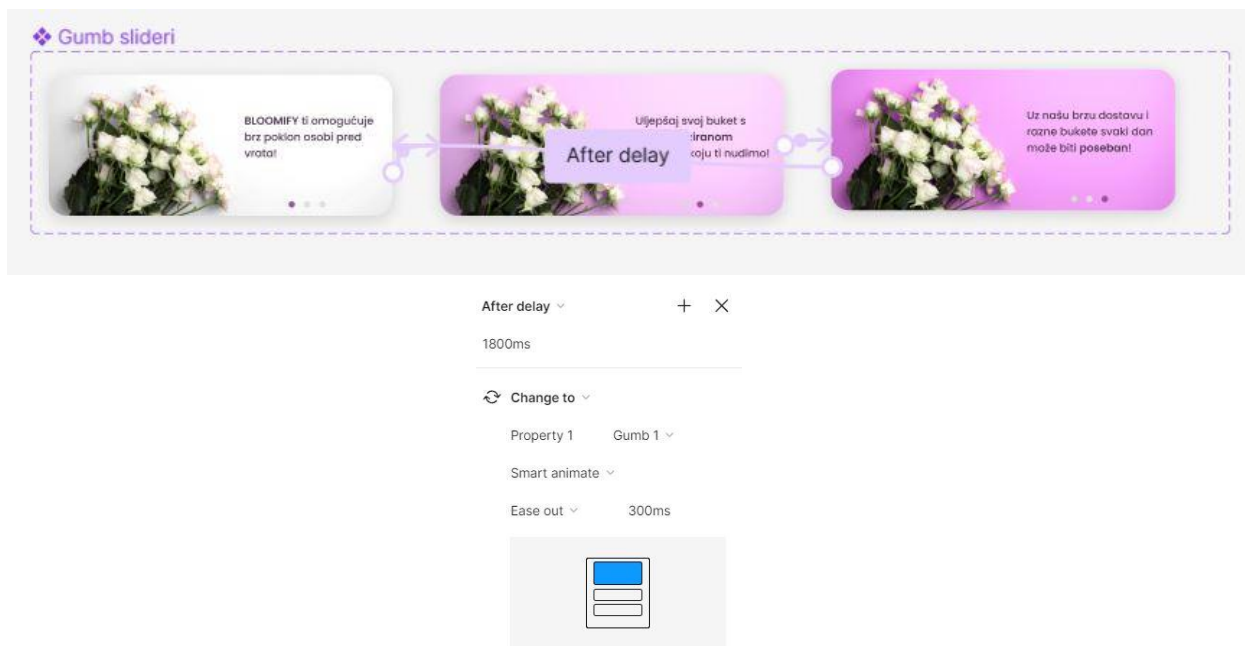 Gumb slideri
BLOOMIFY ti omogućuje
brz poklon osobi pred
vrata!
Uljepšaj svoj buket s
After delay
koju ti nudimo!
Uz našu brzu dostavu i
razne bukete svaki dan
može biti poseban!
After delay
1800ms
Change to
Property 1 Gumb 1
Smart animate
Ease out 300ms